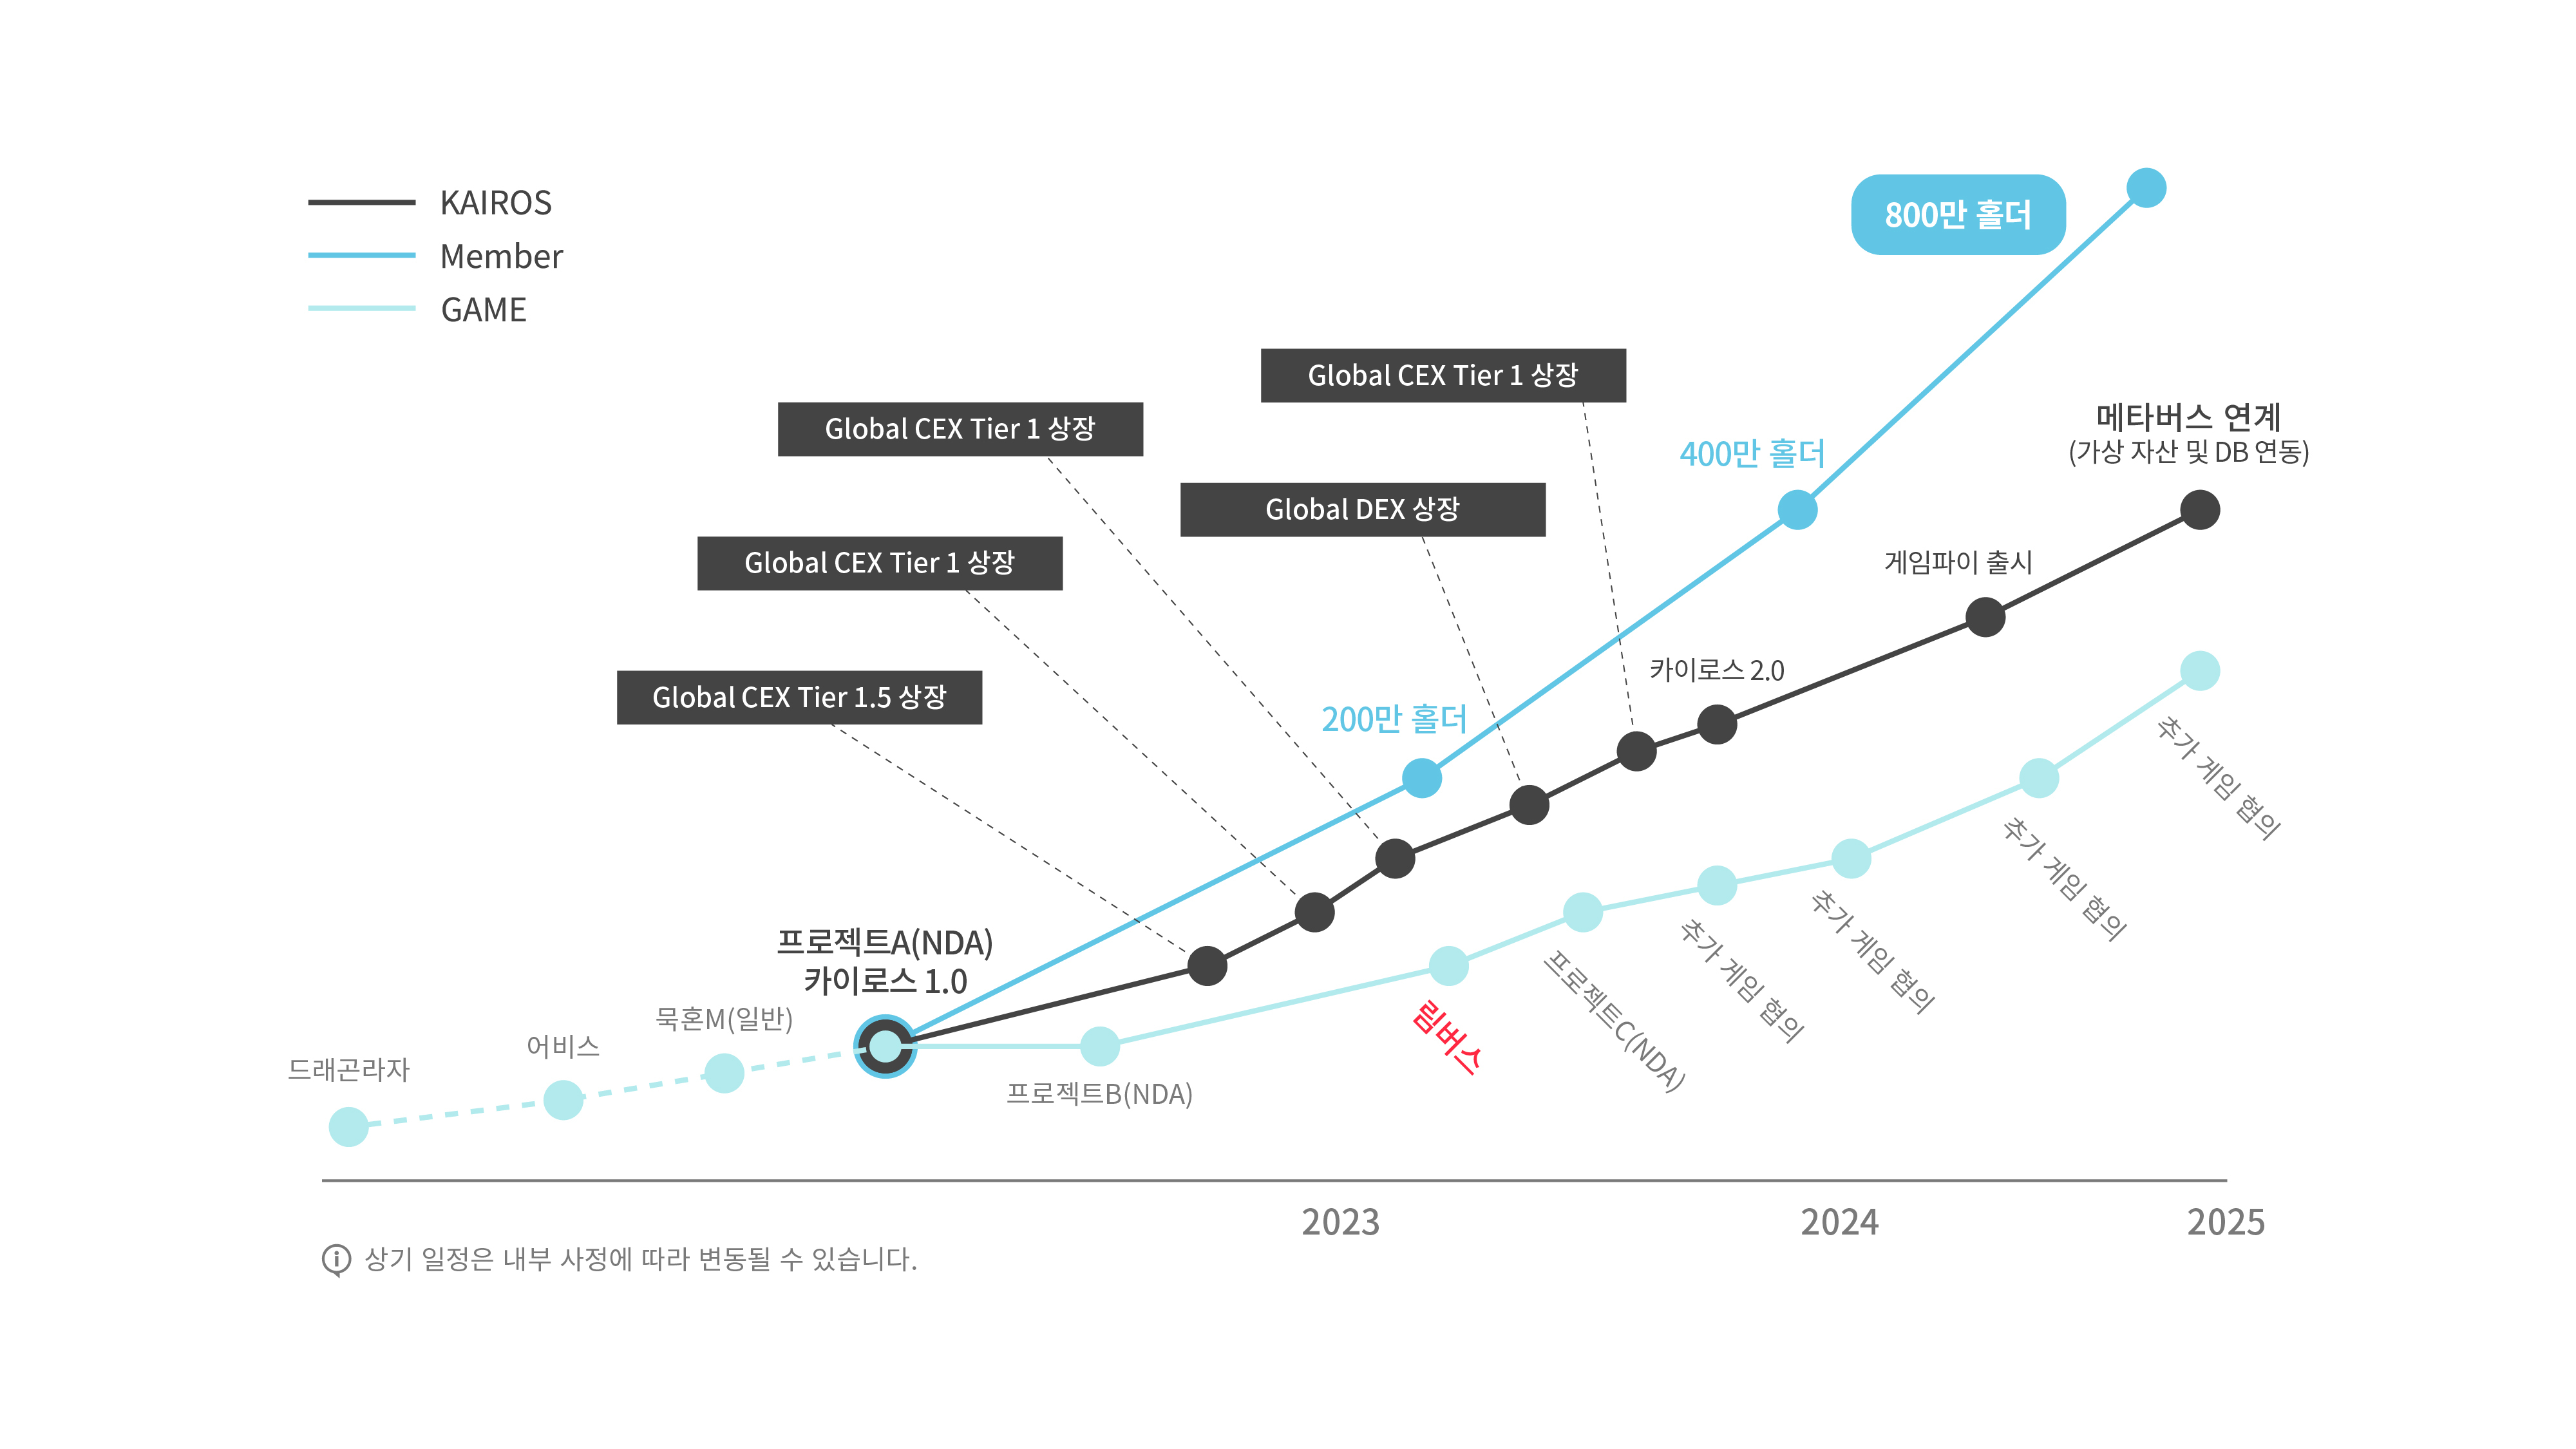 KAIROS
Member
GAME
800만 홀더
Global CEX Tier 1 상장
Global CEX Tier 1 상장
메타버스 연계
(가상 자산 및 DB 연동)
400만 홀더
Global DEX 상장
Global CEX Tier 1 상장
게임파이 출시
카이로스 2.0
Global CEX Tier 1.5 상장
200만 홀더
추가 게임 협의
추가 게임 협의
추가 게임 협의
추가 게임 협의
프로젝트A(NDA)
카이로스 1.0
프로젝트C(NDA)
림버스
묵혼M(일반)
어비스
드래곤라자
프로젝트B(NDA)
2023
2024
2025
상기 일정은 내부 사정에 따라 변동될 수 있습니다.